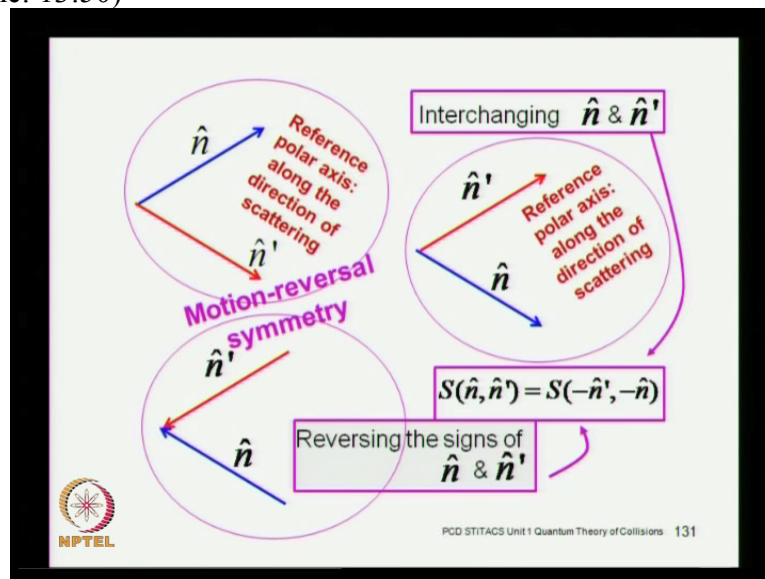 n̂
Reference
polar axis:
along the
direction of
scattering
n̂'
Interchanging n̂ & n̂'
n̂'
Reference
polar axis:
along the
direction of
scattering
n̂
Motion-reversal
symmetry
n̂'
n̂
S(n̂,n̂')=S(-n̂',-n̂)
Reversing the signs of
n̂ & n̂'
NPTEL
PCD STiTACS Unit 1 Quantum Theory of Collisions 131